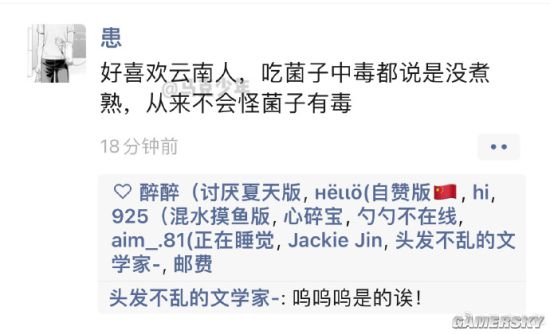 患
好喜欢云南人，吃菌子中毒都说是没煮
熟，从来不会怪菌子有毒
18分钟前
醉醉（讨厌夏天版, нёιιö(自赞版🇨🇳, hi,
925（混水摸鱼版, 心碎宝, 勺勺不在线,
aim_.81(正在睡觉, Jackie Jin, 头发不乱的文
学家-, 邮费
头发不乱的文学家-: 呜呜呜是的诶！
GAMERSKY